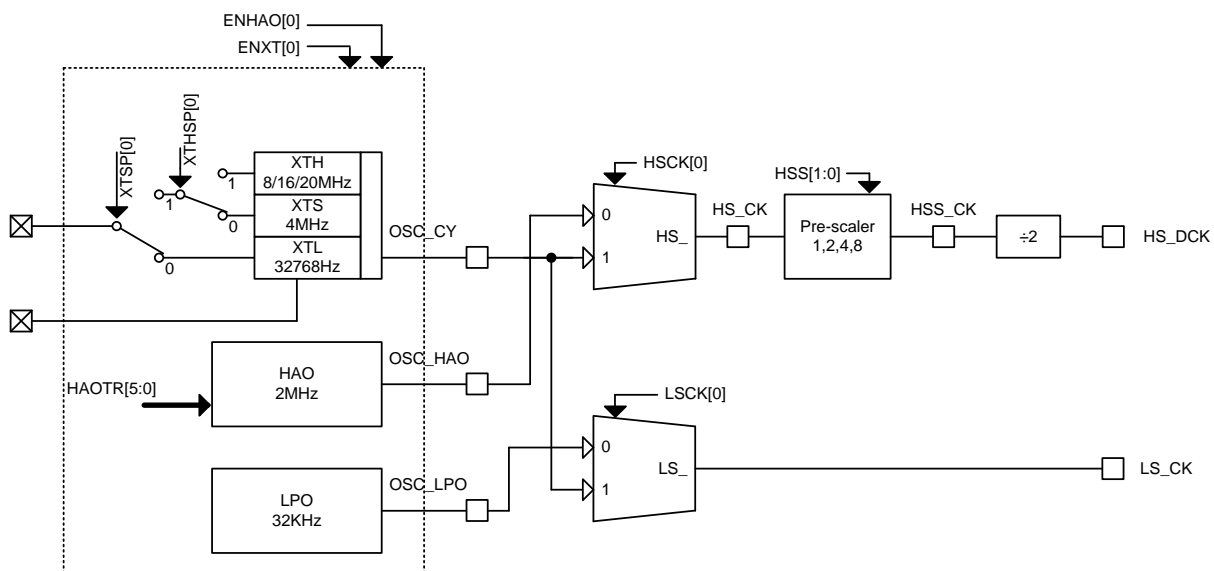 ENHAO[0]
ENXT[0]
XTSP[0]
XTHSP[0]
1
1
0
0
XTH
8/16/20MHz
XTS
4MHz
XTL
32768Hz
OSC_CY
HSCK[0]
0
1
HS_
HS_CK
HSS[1:0]
Pre-scaler
1,2,4,8
HSS_CK
÷2
HS_DCK
HAOTR[5:0]
HAO
2MHz
OSC_HAO
LSCK[0]
0
1
LS_
LS_CK
LPO
32KHz
OSC_LPO